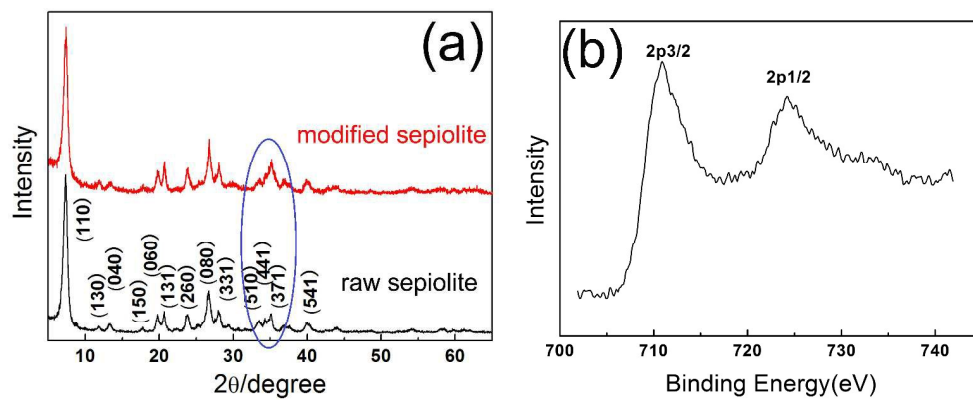 (a)
modified sepiolite
Intensity
(110)
(130)
(040)
(150)
(060)
(131)
(260)
(080)
(331)
(510)
(441)
(371)
(541)
raw sepiolite
10 20 30 40 50 60
2θ/degree
(b)
2p3/2
2p1/2
Intensity
700 710 720 730 740
Binding Energy(eV)